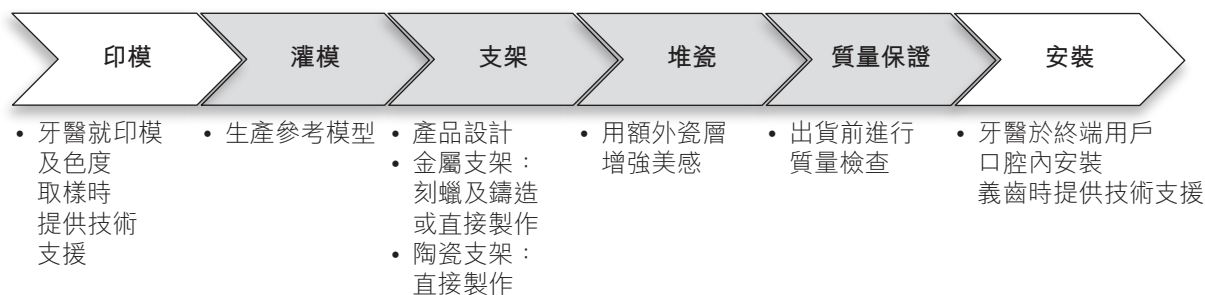 印模
灌模
支架
堆瓷
質量保證
安裝
• 牙醫就印模
及色度
取樣時
提供技術
支援
• 生產參考模型
• 產品設計
• 金屬支架：
刻蠟及鑄造
或直接製作
• 陶瓷支架：
直接製作
• 用額外瓷層
增強美感
• 出貨前進行
質量檢查
• 牙醫於終端用戶
口腔內安裝
義齒時提供技術支援